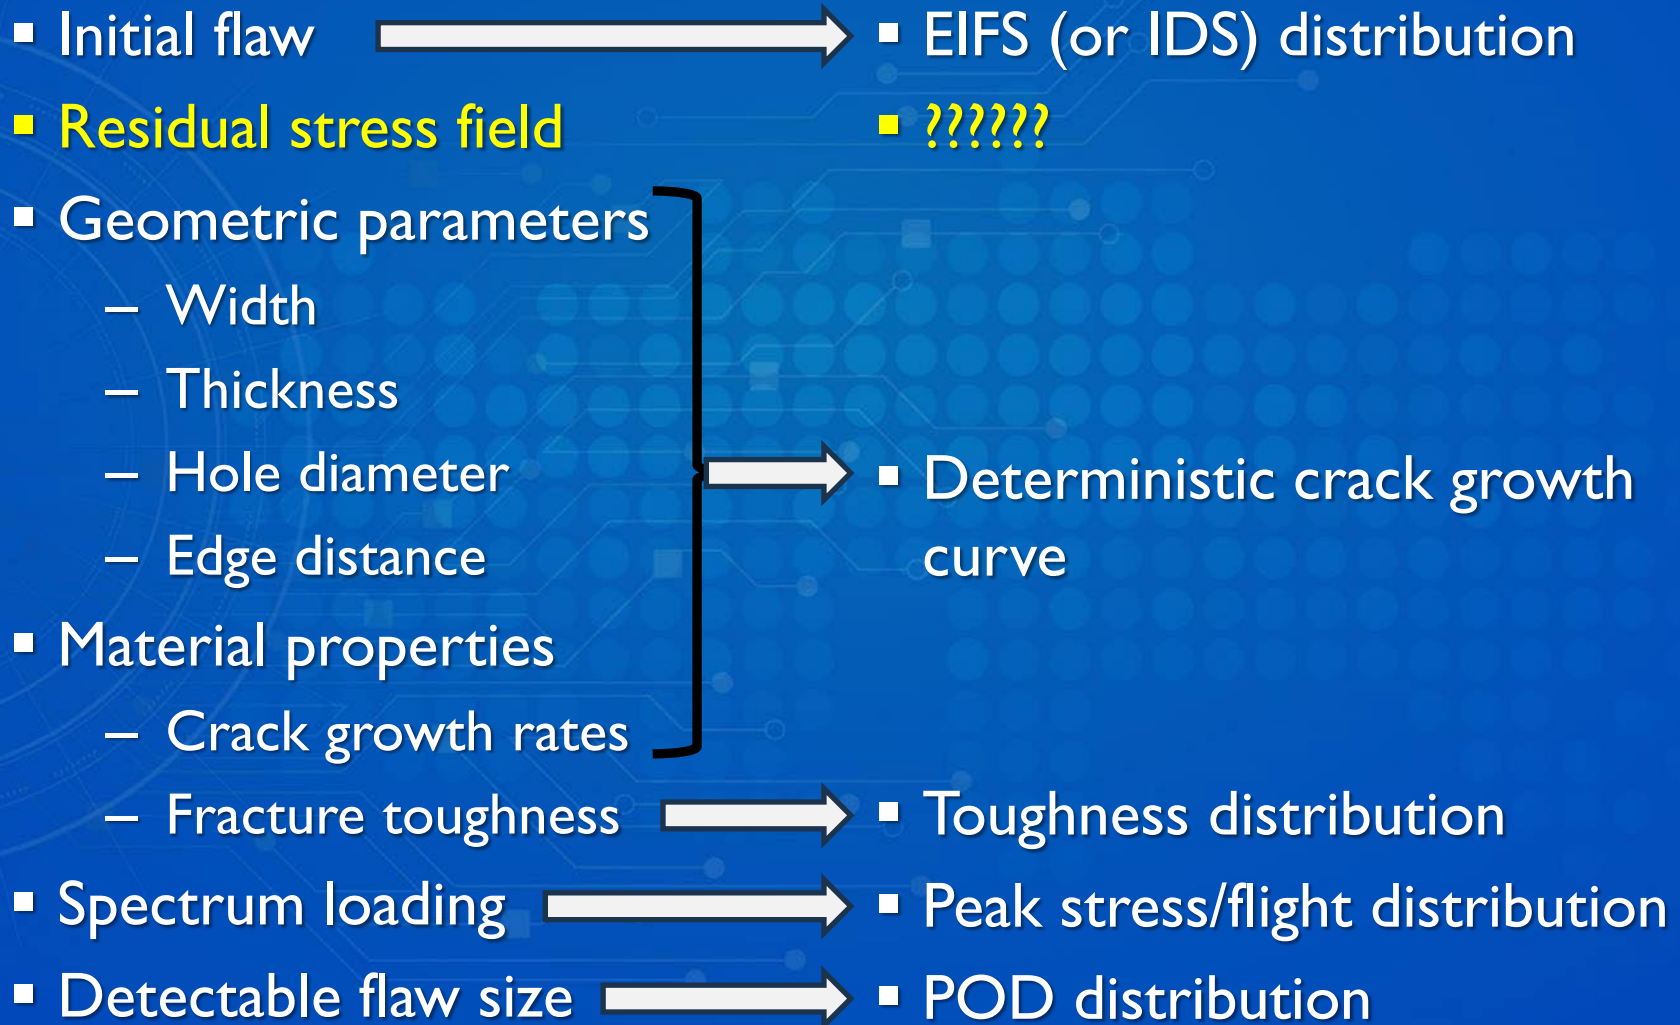 ▪ Initial flaw
▪ EIFS (or IDS) distribution
▪ Residual stress field
▪ ??????
▪ Geometric parameters
– Width
– Thickness
– Hole diameter
– Edge distance
▪ Deterministic crack growth
curve
▪ Material properties
– Crack growth rates
– Fracture toughness
▪ Toughness distribution
▪ Spectrum loading
▪ Peak stress/flight distribution
▪ Detectable flaw size
▪ POD distribution